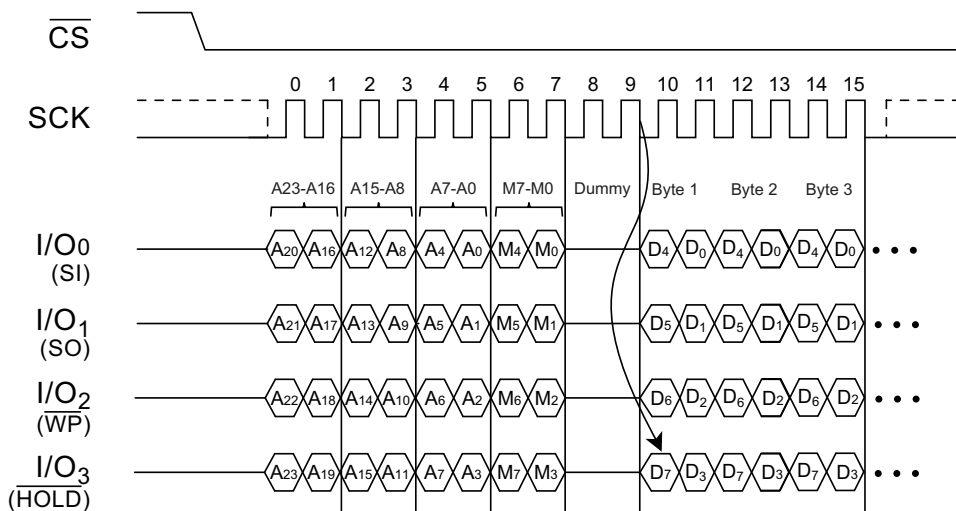 CS
SCK 0 1 2 3 4 5 6 7 8 9 10 11 12 13 14 15
A23-A16 A15-A8 A7-A0 M7-M0 Dummy Byte 1 Byte 2 Byte 3
I/O0 A20 A16 A12 A8 A4 A0 M4 M0 D4 D0 D4 D0 D4 D0 • • •
(SI)
I/O1 A21 A17 A13 A9 A5 A1 M5 M1 D5 D1 D5 D1 D5 D1 • • •
(SO)
I/O2 A22 A18 A14 A10 A6 A2 M6 M2 D6 D2 D6 D2 D6 D2 • • •
(WP)
I/O3 A23 A19 A15 A11 A7 A3 M7 M3 D7 D3 D7 D3 D7 D3 • • •
(HOLD)